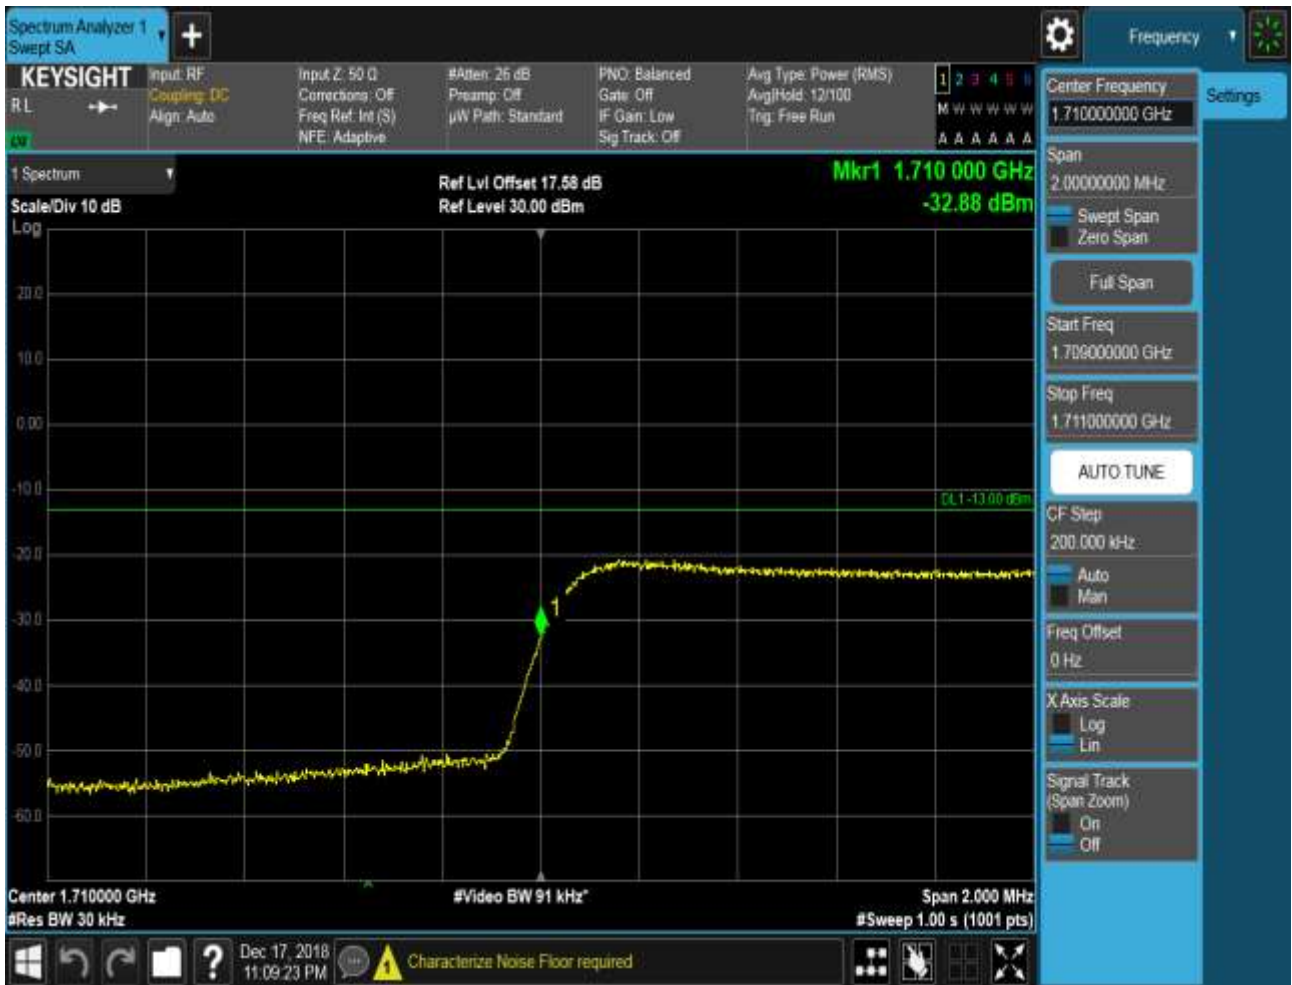 Spectrum Analyzer 1
Swept SA
Frequency
KEYSIGHT
RL
Input: RF
Coupling: DC
Align: Auto
Input Z: 50 Ω
Corrections: Off
Freq Ref: Int (S)
NFE: Adaptive
#Atten: 26 dB
Preamp: Off
µW Path: Standard
PNO: Balanced
Gate: Off
IF Gain: Low
Sig Track: Off
Avg Type: Power (RMS)
Avg|Hold: 12/100
Trig: Free Run
1 2 3 4 5 6
M W W W W W
A A A A A A
1 Spectrum
Scale/Div 10 dB
Log
Ref Lvl Offset 17.58 dB
Ref Level 30.00 dBm
Mkr1 1.710 000 GHz
-32.88 dBm
20.0
10.0
0.00
-10.0
-20.0
-30.0
-40.0
-50.0
-60.0
DL1 -13.00 dBm
1
Center 1.710000 GHz
#Res BW 30 kHz
#Video BW 91 kHz*
Span 2.000 MHz
#Sweep 1.00 s (1001 pts)
Center Frequency
1.710000000 GHz
Settings
Span
2.00000000 MHz
Swept Span
Zero Span
Full Span
Start Freq
1.709000000 GHz
Stop Freq
1.711000000 GHz
AUTO TUNE
CF Step
200.000 kHz
Auto
Man
Freq Offset
0 Hz
X Axis Scale
Log
Lin
Signal Track
(Span Zoom)
On
Off
?
Dec 17, 2018
11:09:23 PM
1
Characterize Noise Floor required